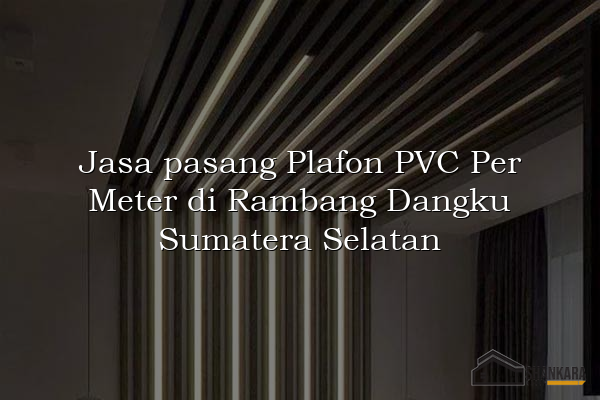 Jasa pasang Plafon PVC Per
Meter di Rambang Dangku
Sumatera Selatan